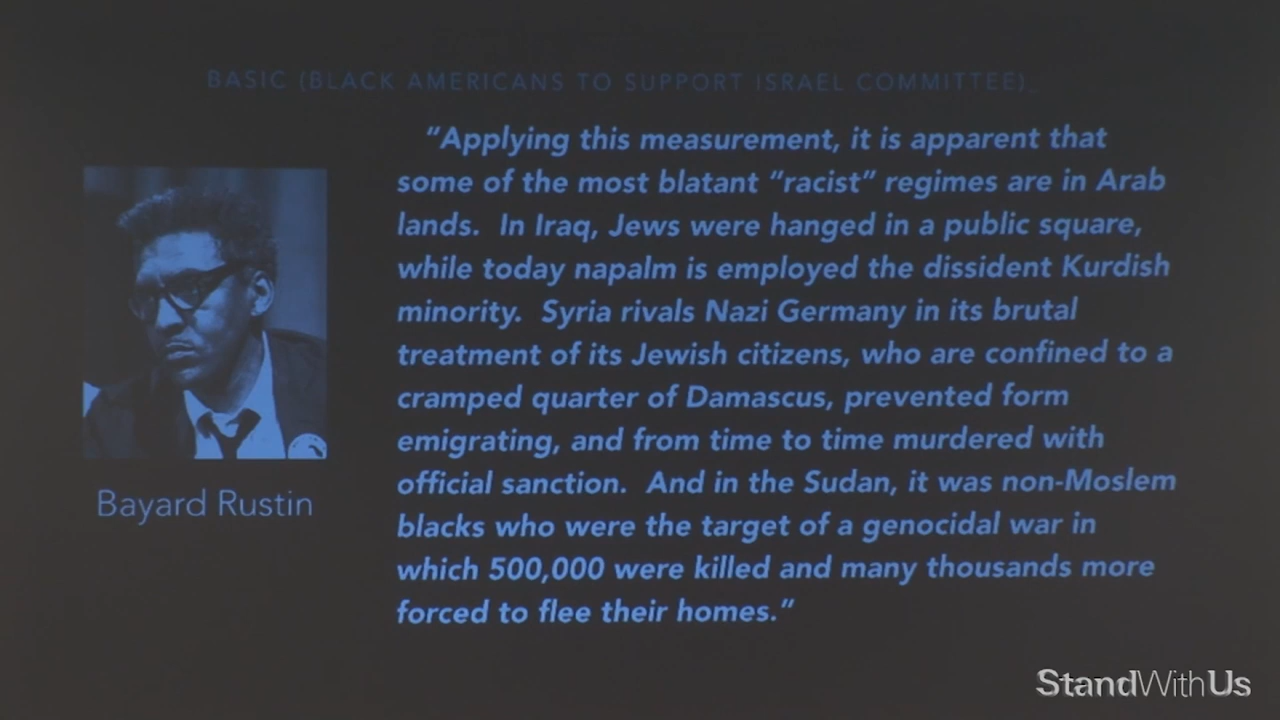 BASIC (BLACK AMERICANS TO SUPPORT ISRAEL COMMITTEE)
"Applying this measurement, it is apparent that
some of the most blatant "racist" regimes are in Arab
lands. In Iraq, Jews were hanged in a public square,
while today napalm is employed the dissident Kurdish
minority. Syria rivals Nazi Germany in its brutal
treatment of its Jewish citizens, who are confined to a
cramped quarter of Damascus, prevented form
emigrating, and from time to time murdered with
official sanction. And in the Sudan, it was non-Moslem
blacks who were the target of a genocidal war in
which 500,000 were killed and many thousands more
forced to flee their homes."
Bayard Rustin
StandWithUs